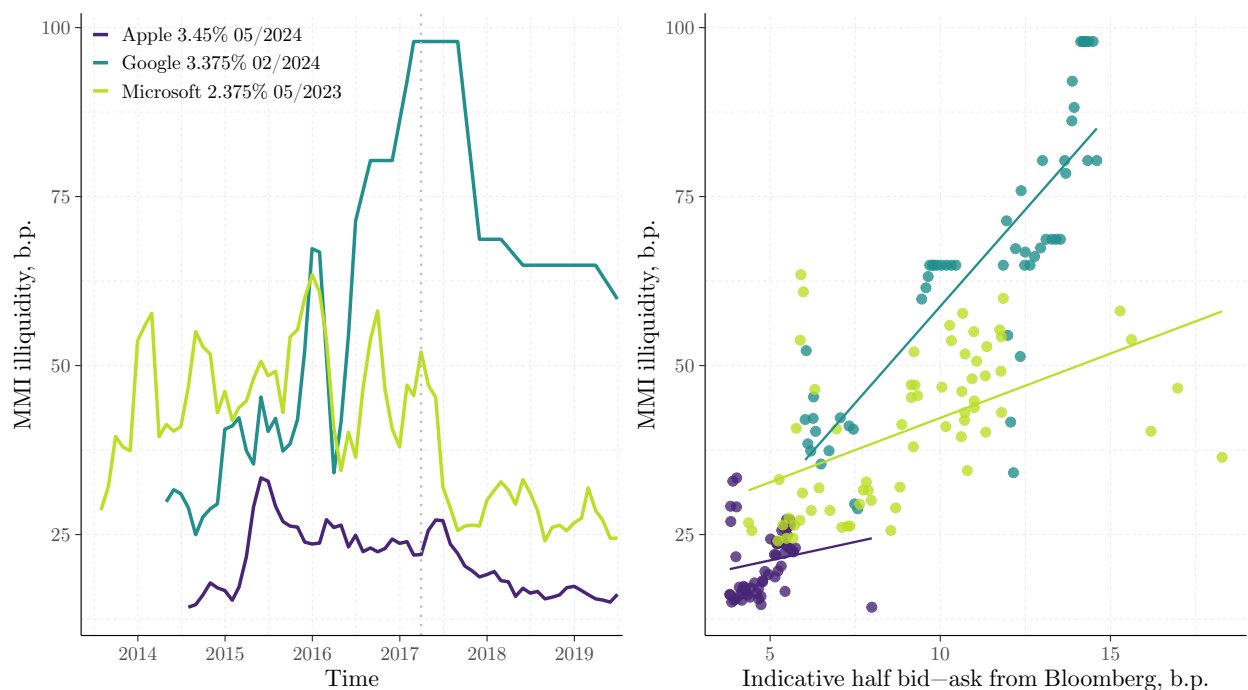 Apple 3.45% 05/2024
Google 3.375% 02/2024
Microsoft 2.375% 05/2023
MMI illiquidity, b.p.
100
75
50
25
2014 2015 2016 2017 2018 2019
Time
MMI illiquidity, b.p.
100
75
50
25
5 10 15
Indicative half bid−ask from Bloomberg, b.p.